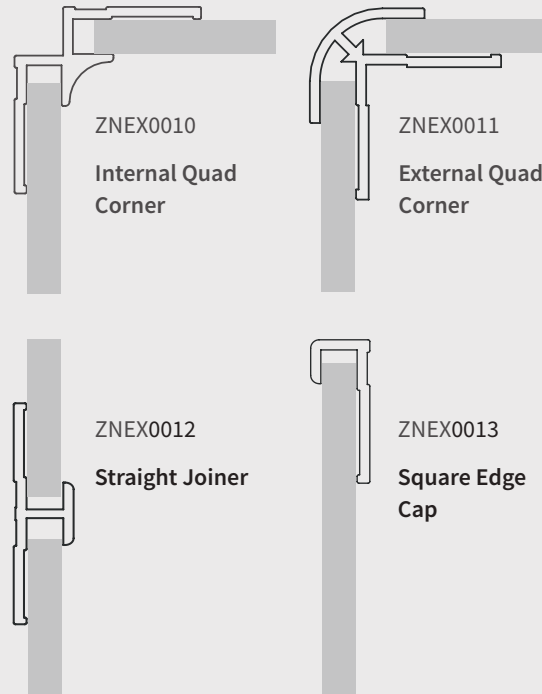 ZNEX0010
Internal Quad
Corner
ZNEX0011
External Quad
Corner
ZNEX0012
Straight Joiner
ZNEX0013
Square Edge
Cap